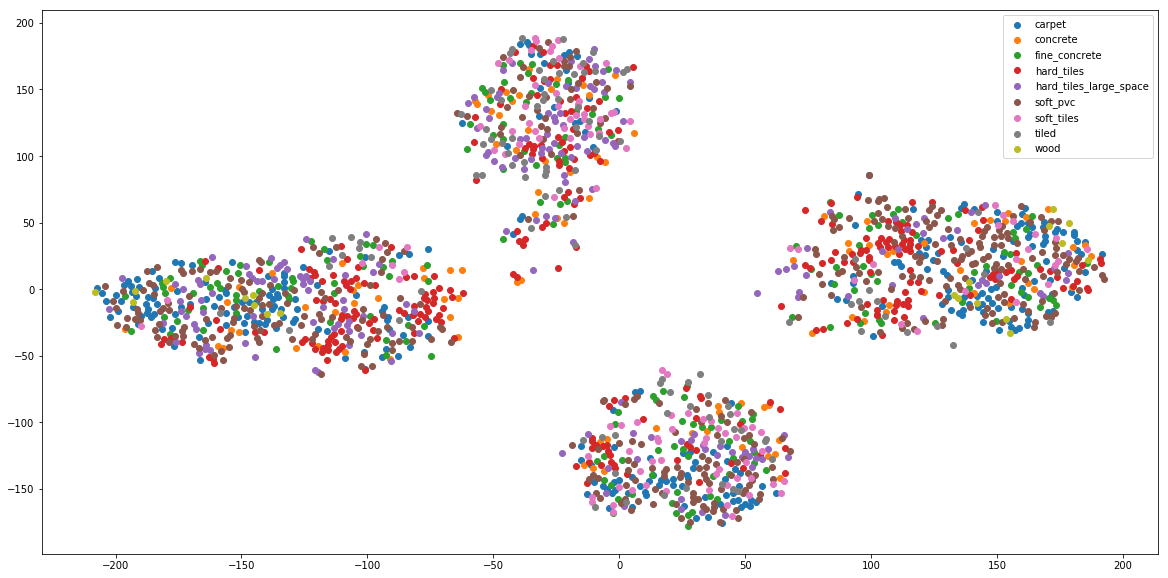 carpet
concrete
fine_concrete
hard_tiles
hard_tiles_large_space
soft_pvc
soft_tiles
tiled
wood
200
150
100
50
0
−50
−100
−150
−200 −150 −100 −50 0 50 100 150 200